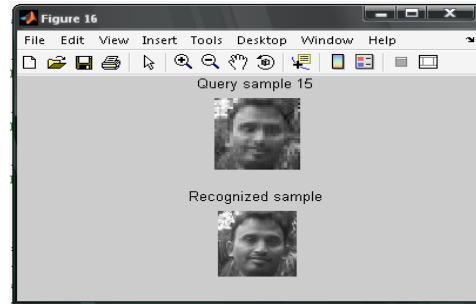 Figure 16
File Edit View Insert Tools Desktop Window Help
Query sample 15
Recognized sample